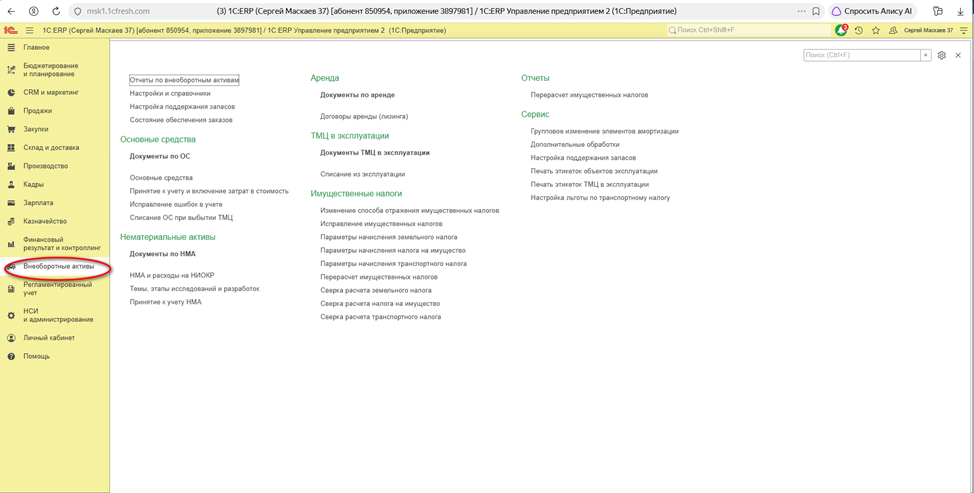 msk1.1cfresh.com
(3) 1С:ERP (Сергей Маскаев 37) [абонент 850954, приложение 3897981] / 1С:ERP Управление предприятием 2 (1С:Предприятие)
Спросить Алису AI
1С:ERP (Сергей Маскаев 37) [абонент 850954, приложение 3897981] / 1С:ERP Управление предприятием 2 (1С:Предприятие)
Поиск Ctrl+Shift+F
3
Сергей Маскаев 37
Главное
Бюджетирование
и планирование
CRM и маркетинг
Продажи
Закупки
Склад и доставка
Производство
Кадры
Зарплата
Казначейство
Финансовый
результат и контроллинг
Внеоборотные активы
Регламентированный
учет
НСИ
и администрирование
Личный кабинет
Помощь
Поиск (Ctrl+F)
Отчеты по внеоборотным активам
Настройки и справочники
Настройка поддержания запасов
Состояние обеспечения заказов
Основные средства
Документы по ОС
Основные средства
Принятие к учету и включение затрат в стоимость
Исправление ошибок в учете
Списание ОС при выбытии ТМЦ
Нематериальные активы
Документы по НМА
НМА и расходы на НИОКР
Темы, этапы исследований и разработок
Принятие к учету НМА
Аренда
Документы по аренде
Договоры аренды (лизинга)
ТМЦ в эксплуатации
Документы ТМЦ в эксплуатации
Списание из эксплуатации
Имущественные налоги
Изменение способа отражения имущественных налогов
Исправление имущественных налогов
Параметры начисления земельного налога
Параметры начисления налога на имущество
Параметры начисления транспортного налога
Перерасчет имущественных налогов
Сверка расчета земельного налога
Сверка расчета налога на имущество
Сверка расчета транспортного налога
Отчеты
Перерасчет имущественных налогов
Сервис
Групповое изменение элементов амортизации
Дополнительные обработки
Настройка поддержания запасов
Печать этикеток объектов эксплуатации
Печать этикеток ТМЦ в эксплуатации
Настройка льготы по транспортному налогу